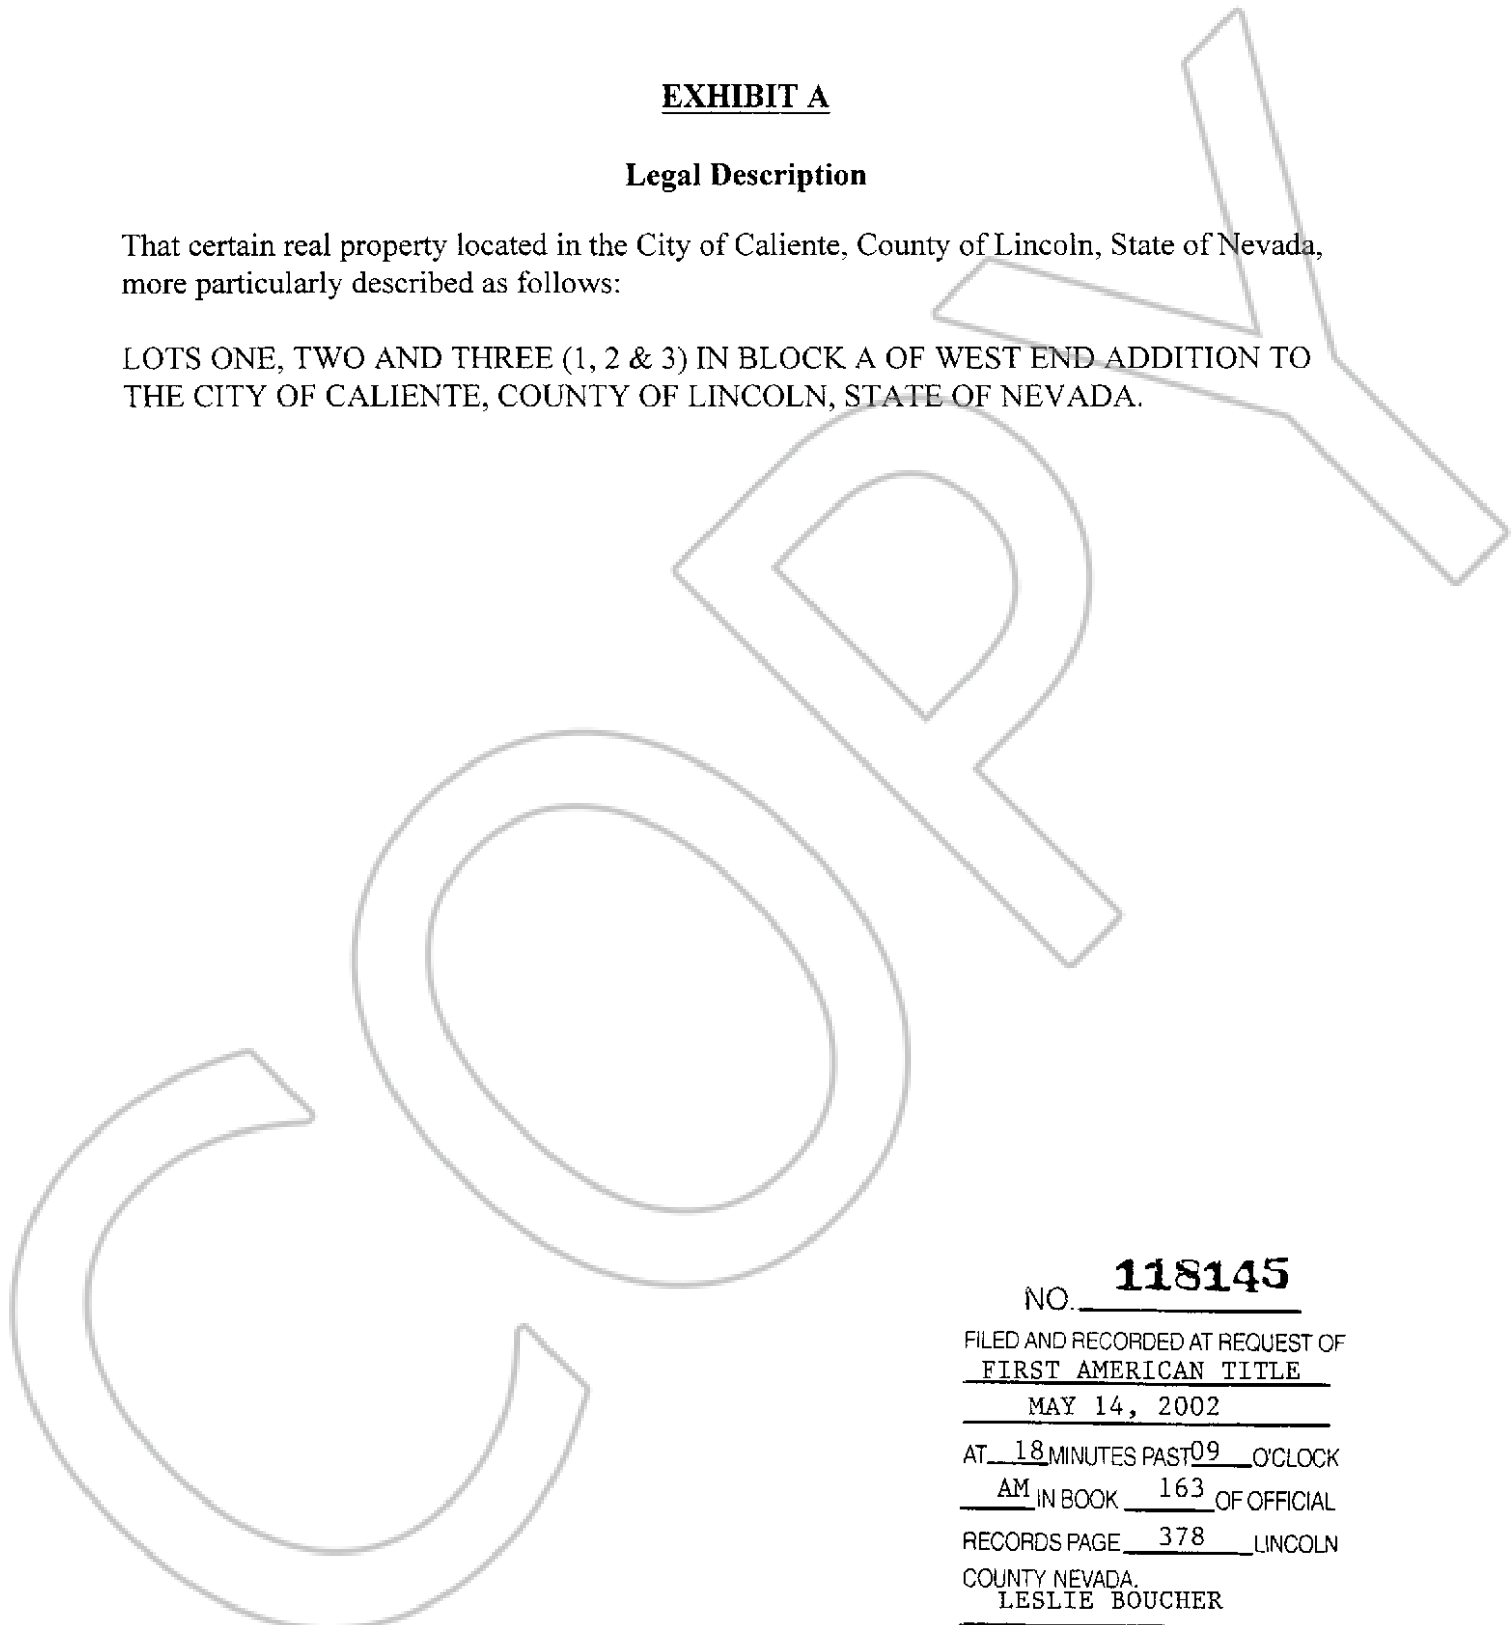 EXHIBIT A
Legal Description
That certain real property located in the City of Caliente, County of Lincoln, State of Nevada,
more particularly described as follows:
LOTS ONE, TWO AND THREE (1, 2 & 3) IN BLOCK A OF WEST END ADDITION TO
THE CITY OF CALIENTE, COUNTY OF LINCOLN, STATE OF NEVADA.
COPY
NO. 118145
FILED AND RECORDED AT REQUEST OF
FIRST AMERICAN TITLE
MAY 14, 2002
AT 18 MINUTES PAST 09 O'CLOCK
AM IN BOOK 163 OF OFFICIAL
RECORDS PAGE 378 LINCOLN
COUNTY NEVADA.
LESLIE BOUCHER